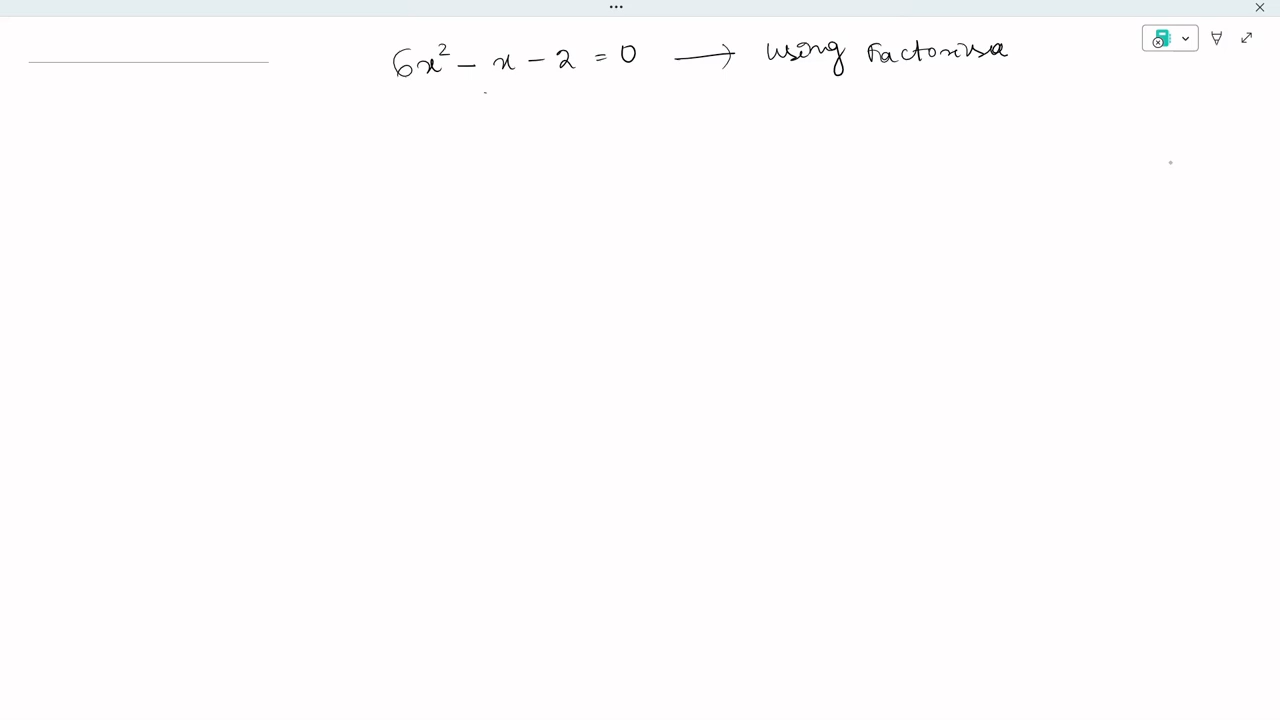 6x² - x - 2 = 0 → using Factorisa